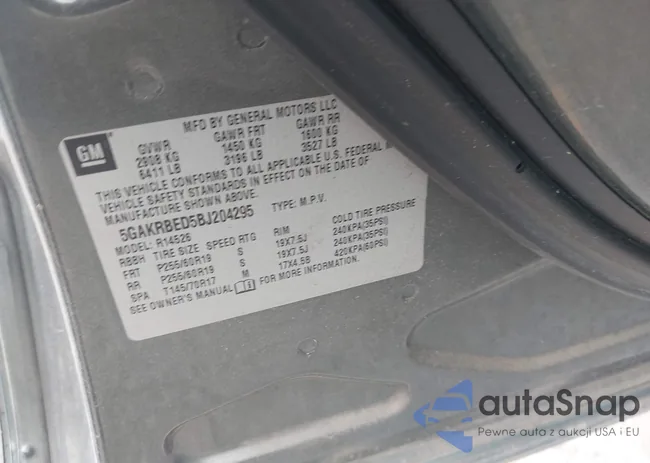 GM
MFD BY GENERAL MOTORS LLC
GVWR GAWR FRT GAWR RR
2908 KG 1450 KG 1600 KG
6411 LB 3196 LB 3527 LB
THIS VEHICLE CONFORMS TO ALL APPLICABLE U.S. FEDERAL
VEHICLE SAFETY STANDARDS IN EFFECT ON THE DATE OF
MANUFACTURE SHOWN ABOVE.
5GAKRBED5BJ204295 TYPE: M.P.V.
MODEL: R14526
RBBH TIRE SIZE SPEED RTG RIM COLD TIRE PRESSURE
FRT P255/60R19 S 19X7.5J 240KPA(35PSI)
RR P255/60R19 S 19X7.5J 240KPA(35PSI)
SPA T145/70R17 M 17X4.5B 420KPA(60PSI)
SEE OWNER'S MANUAL FOR MORE INFORMATION.
autoSnap
Pewne auto z aukcji USA i EU